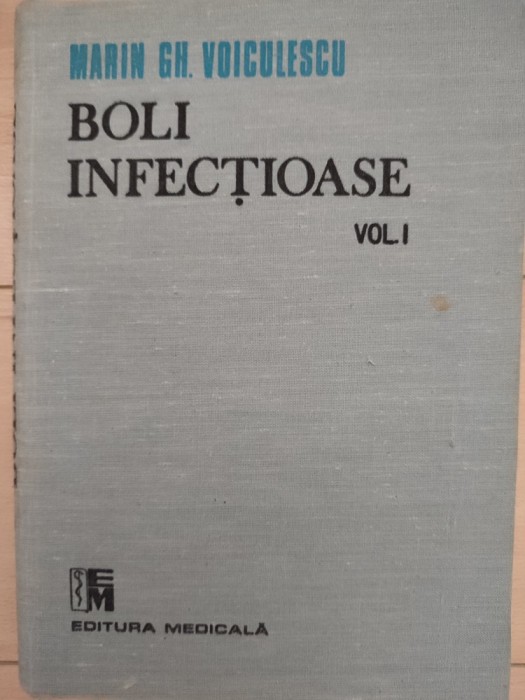 MARIN GH. VOICULESCU
BOLI
INFECȚIOASE
VOL. I
EM
EDITURA MEDICALĂ